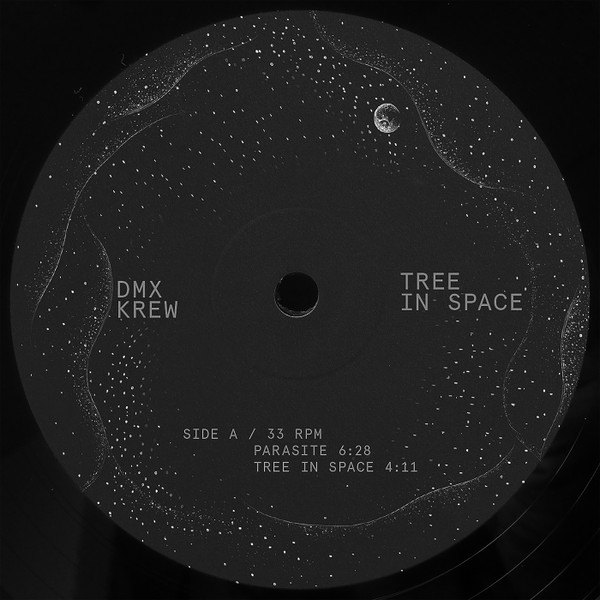 DMX
KREW
TREE
IN SPACE
SIDE A / 33 RPM
PARASITE 6:28
TREE IN SPACE 4:11